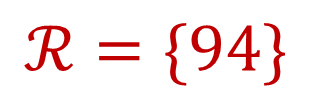 ℛ = {94}